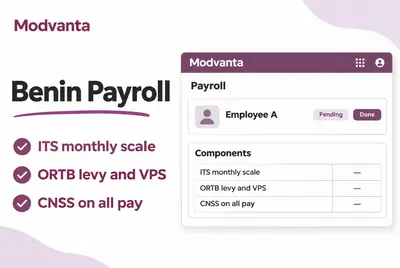 Modvanta
Benin Payroll
ITS monthly scale
ORTB levy and VPS
CNSS on all pay
Modvanta
Payroll
Employee A
Pending
Done
Components
ITS monthly scale —
ORTB levy and VPS —
CNSS on all pay —